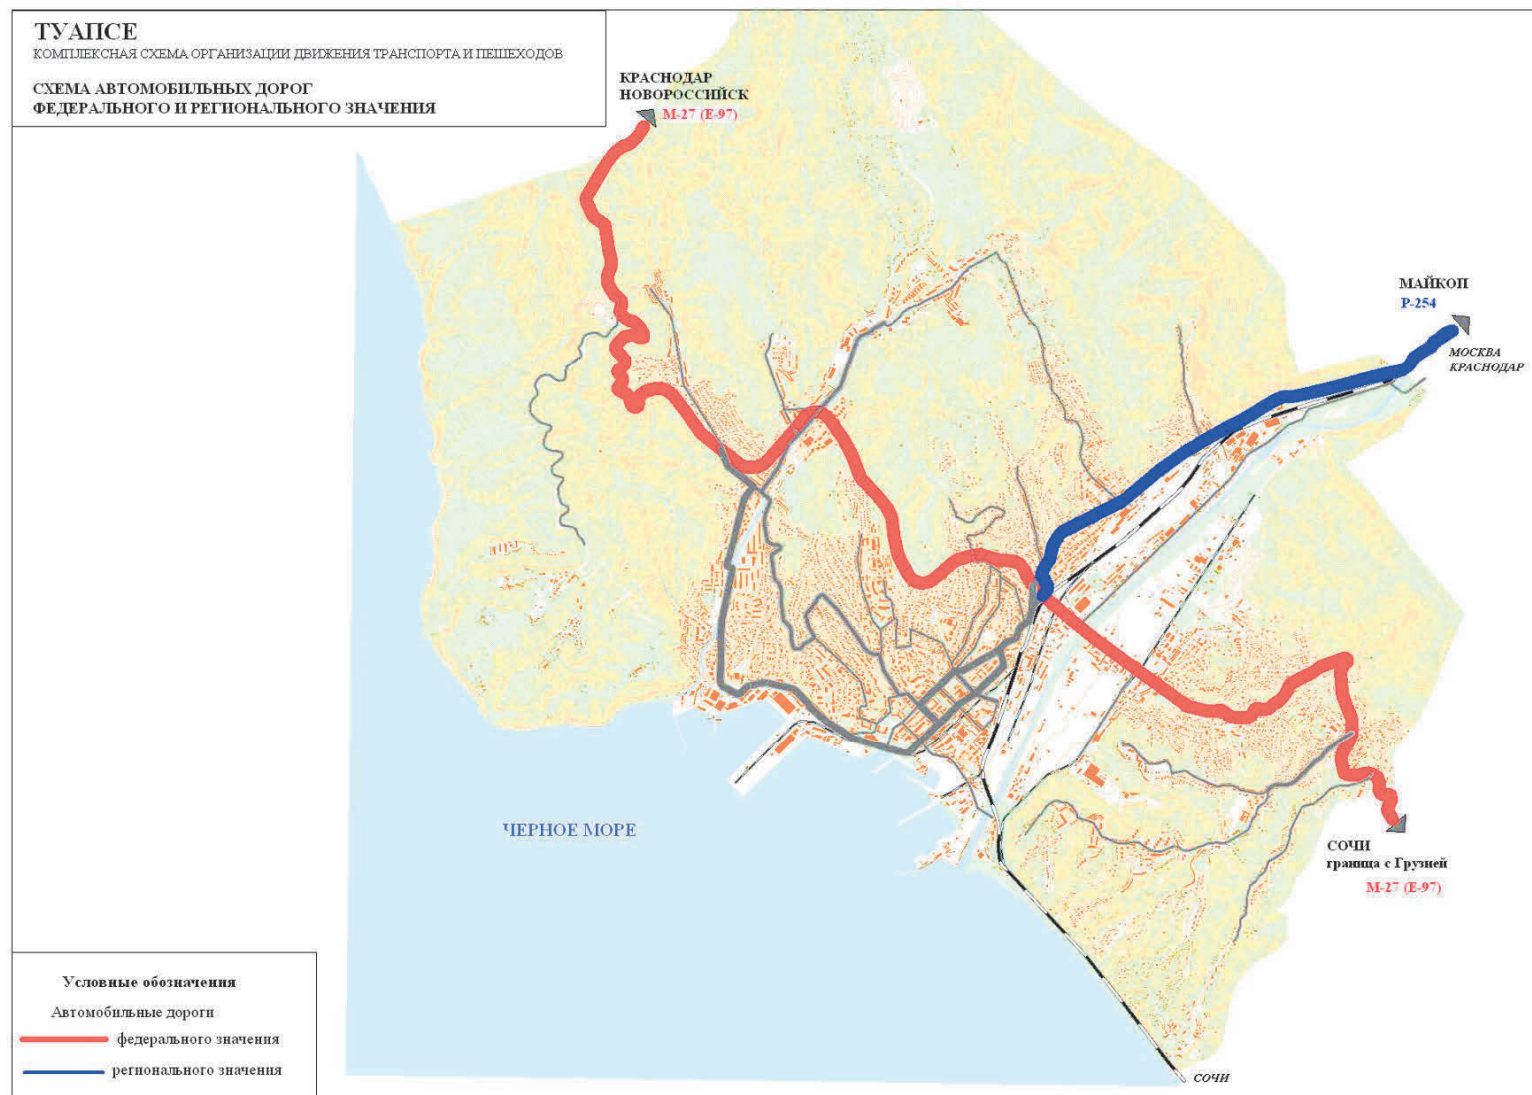 ТУАПСЕ
КОМПЛЕКСНАЯ СХЕМА ОРГАНИЗАЦИИ ДВИЖЕНИЯ ТРАНСПОРТА И ПЕШЕХОДОВ
СХЕМА АВТОМОБИЛЬНЫХ ДОРОГ
ФЕДЕРАЛЬНОГО И РЕГИОНАЛЬНОГО ЗНАЧЕНИЯ
КРАСНОДАР
НОВОРОССИЙСК
М-27 (Е-97)
МАЙКОП
Р-254
МОСКВА
КРАСНОДАР
ЧЕРНОЕ МОРЕ
СОЧИ
граница с Грузией
М-27 (Е-97)
СОЧИ
Условные обозначения
Автомобильные дороги
федерального значения
регионального значения